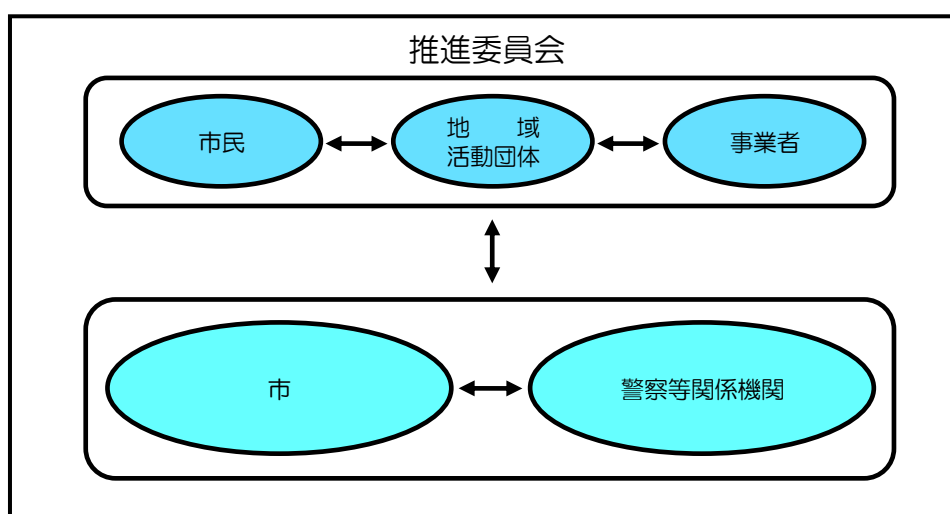 推進委員会
市民
地　　域
活動団体
事業者
市
警察等関係機関